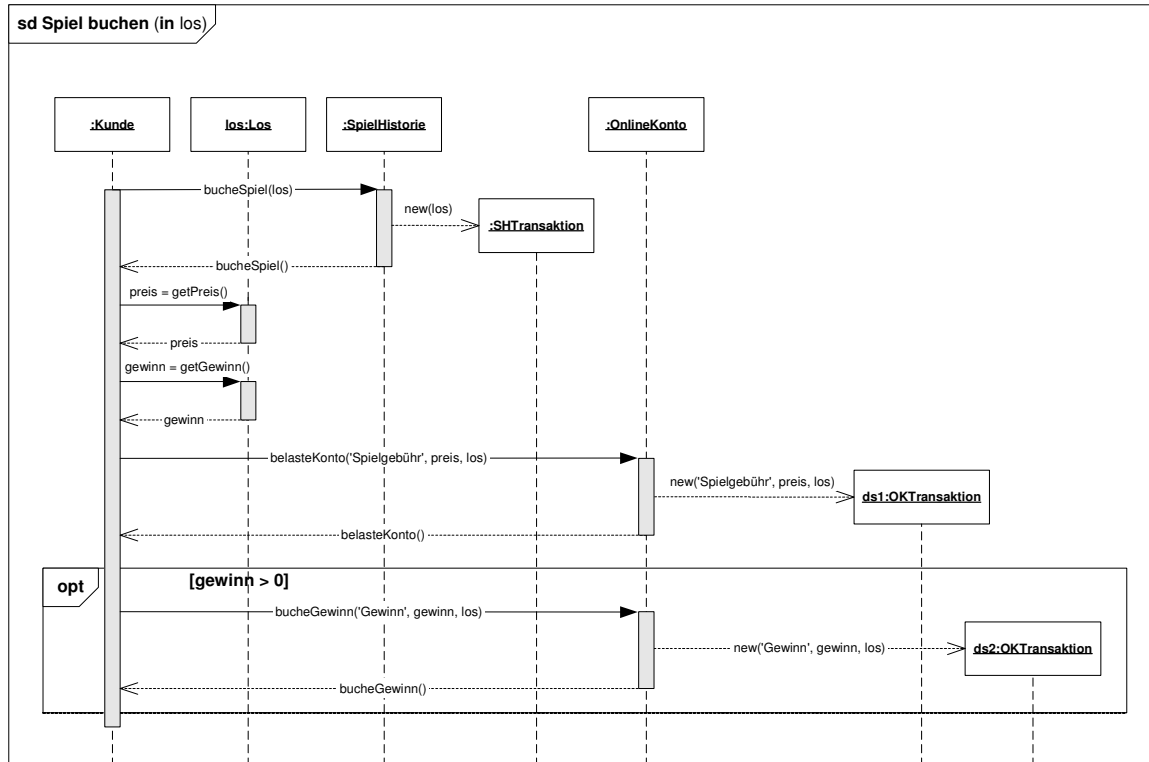 sd Spiel buchen (in los)
:Kunde
los:Los
:SpielHistorie
:OnlineKonto
bucheSpiel(los)
new(los)
:SHTransaktion
bucheSpiel()
preis = getPreis()
preis
gewinn = getGewinn()
gewinn
belasteKonto('Spielgebühr', preis, los)
new('Spielgebühr', preis, los)
ds1:OKTransaktion
belasteKonto()
opt
[gewinn > 0]
bucheGewinn('Gewinn', gewinn, los)
new('Gewinn', gewinn, los)
ds2:OKTransaktion
bucheGewinn()